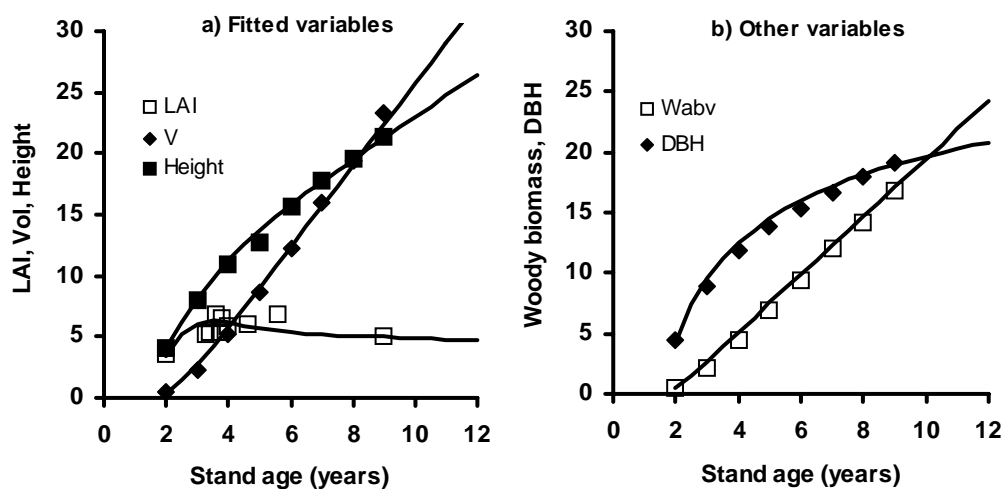 a) Fitted variables
LAI, Vol, Height
30
25
20
15
10
5
0
LAI
V
Height
0 2 4 6 8 10 12
Stand age (years)
b) Other variables
Woody biomass, DBH
30
25
20
15
10
5
0
Wabv
DBH
0 2 4 6 8 10 12
Stand age (years)